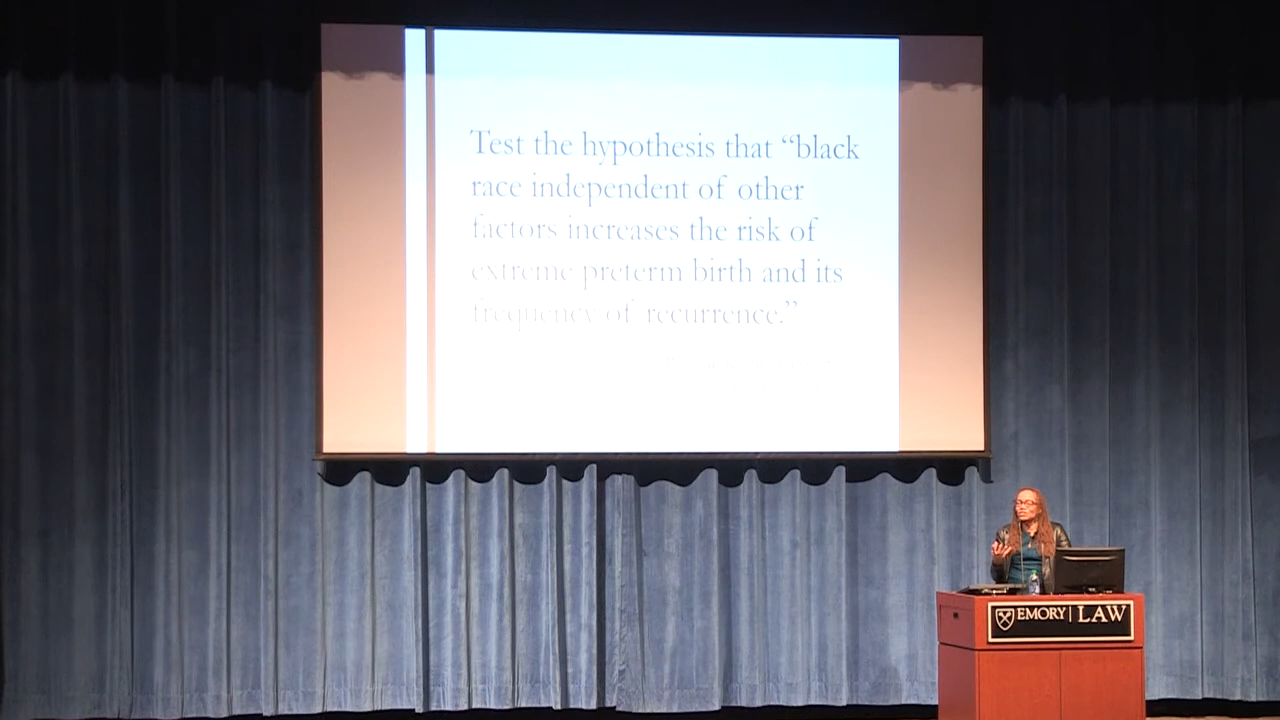 Test the hypothesis that “black
race independent of other
factors increases the risk of
extreme preterm birth and its
frequency of recurrence.”
EMORY | LAW